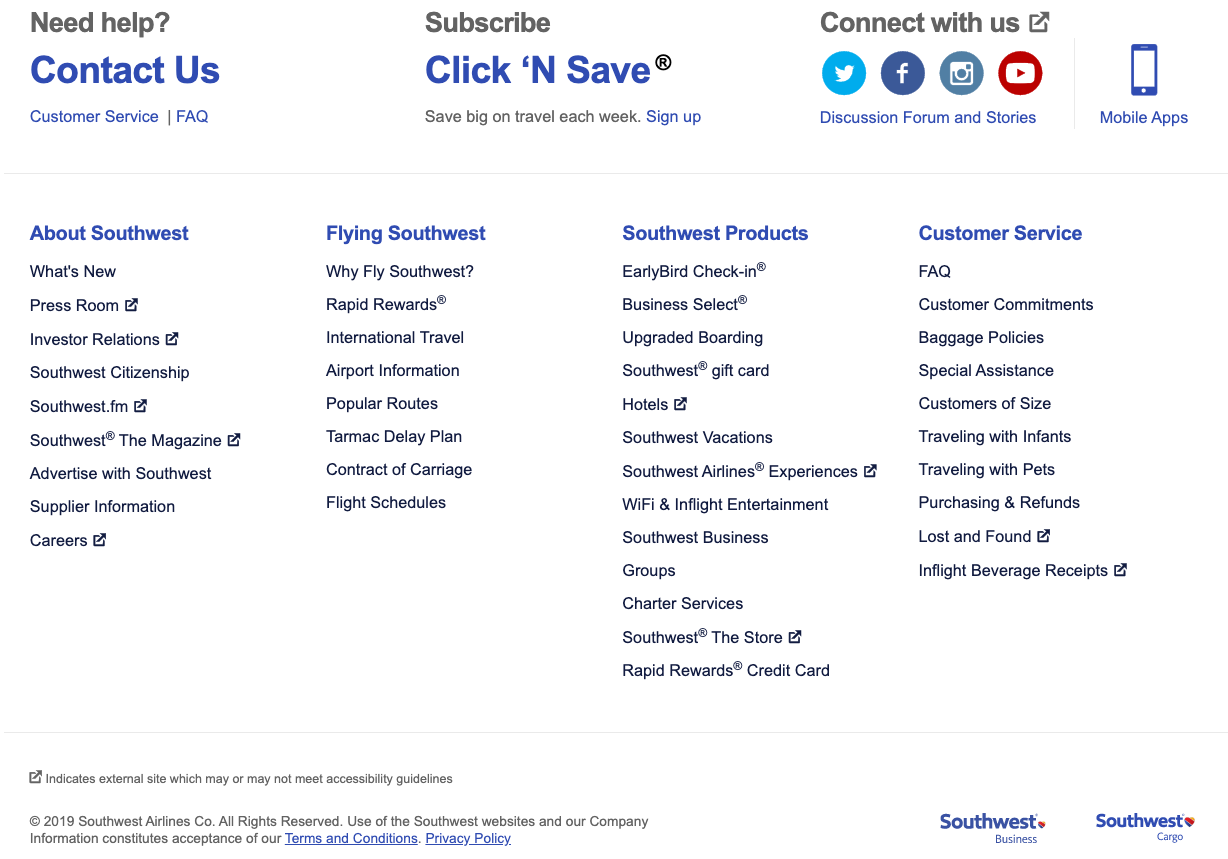 Need help?
Contact Us
Customer Service | FAQ
Subscribe
Click ‘N Save®
Save big on travel each week. Sign up
Connect with us
Discussion Forum and Stories
Mobile Apps
About Southwest
What's New
Press Room
Investor Relations
Southwest Citizenship
Southwest.fm
Southwest® The Magazine
Advertise with Southwest
Supplier Information
Careers
Flying Southwest
Why Fly Southwest?
Rapid Rewards®
International Travel
Airport Information
Popular Routes
Tarmac Delay Plan
Contract of Carriage
Flight Schedules
Southwest Products
EarlyBird Check-in®
Business Select®
Upgraded Boarding
Southwest® gift card
Hotels
Southwest Vacations
Southwest Airlines® Experiences
WiFi & Inflight Entertainment
Southwest Business
Groups
Charter Services
Southwest® The Store
Rapid Rewards® Credit Card
Customer Service
FAQ
Customer Commitments
Baggage Policies
Special Assistance
Customers of Size
Traveling with Infants
Traveling with Pets
Purchasing & Refunds
Lost and Found
Inflight Beverage Receipts
Indicates external site which may or may not meet accessibility guidelines
© 2019 Southwest Airlines Co. All Rights Reserved. Use of the Southwest websites and our Company
Information constitutes acceptance of our Terms and Conditions. Privacy Policy
Southwest
Business
Southwest
Cargo